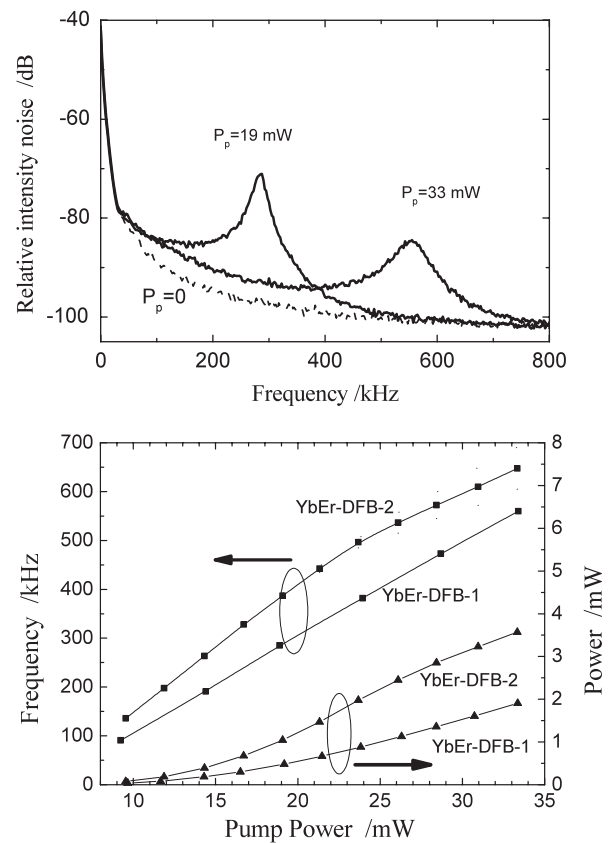 -40
-60
-80
-100
Relative intensity noise /dB
P_p=19 mW
P_p=33 mW
P_p=0
0 200 400 600 800
Frequency /kHz
700
600
500
400
300
200
100
0
Frequency /kHz
8
7
6
5
4
3
2
1
0
Power /mW
YbEr-DFB-2
YbEr-DFB-1
YbEr-DFB-2
YbEr-DFB-1
10 15 20 25 30 35
Pump Power /mW